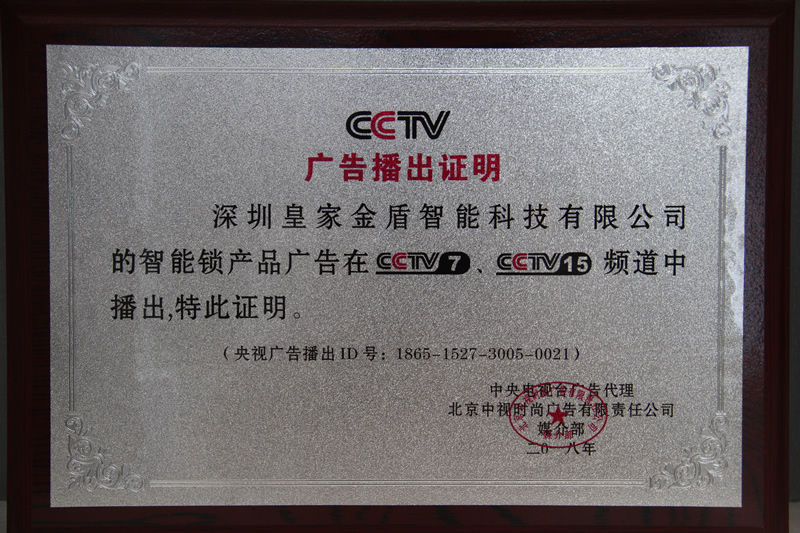 CCTV
广告播出证明
深圳皇家金盾智能科技有限公司
的智能锁产品广告在CCTV7、CCTV15频道中
播出,特此证明。
(央视广告播出ID号:1865-1527-3005-0021)
中央电视台广告代理
北京中视时尚广告有限责任公司
媒介部
二〇一八年